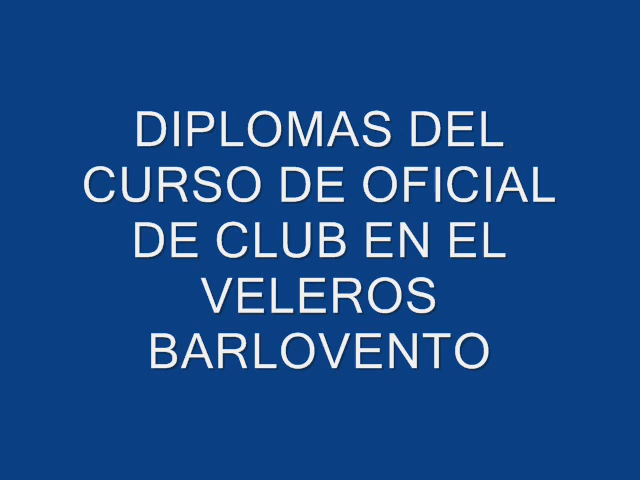 DIPLOMAS DEL
CURSO DE OFICIAL
DE CLUB EN EL
VELEROS
BARLOVENTO